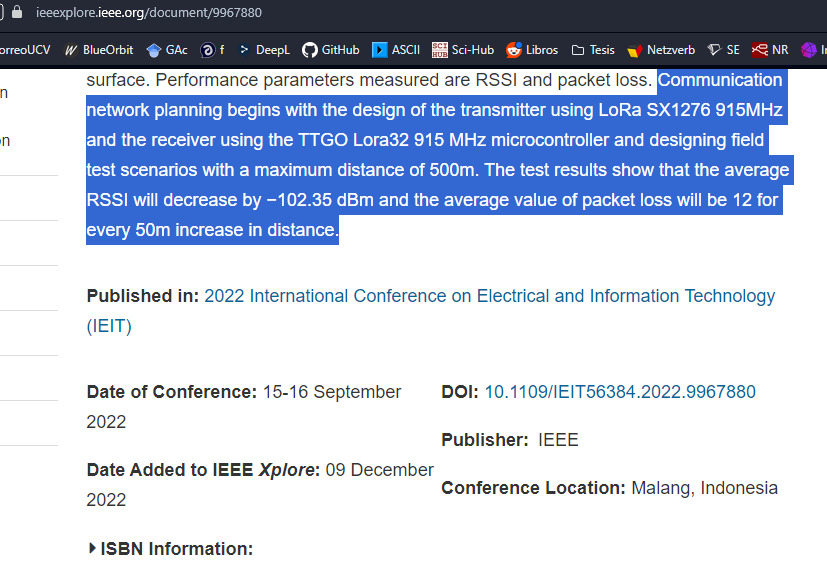 ieeexplore.ieee.org/document/9967880
orreoUCV BlueOrbit GAc f DeepL GitHub ASCII SCI HUB Sci-Hub Libros Tesis Netzverb SE NR
surface. Performance parameters measured are RSSI and packet loss. Communication
n
network planning begins with the design of the transmitter using LoRa SX1276 915MHz
on
and the receiver using the TTGO Lora32 915 MHz microcontroller and designing field
test scenarios with a maximum distance of 500m. The test results show that the average
RSSI will decrease by −102.35 dBm and the average value of packet loss will be 12 for
every 50m increase in distance.
Published in: 2022 International Conference on Electrical and Information Technology
(IEIT)
Date of Conference: 15-16 September
2022
Date Added to IEEE Xplore: 09 December
2022
ISBN Information:
DOI: 10.1109/IEIT56384.2022.9967880
Publisher: IEEE
Conference Location: Malang, Indonesia